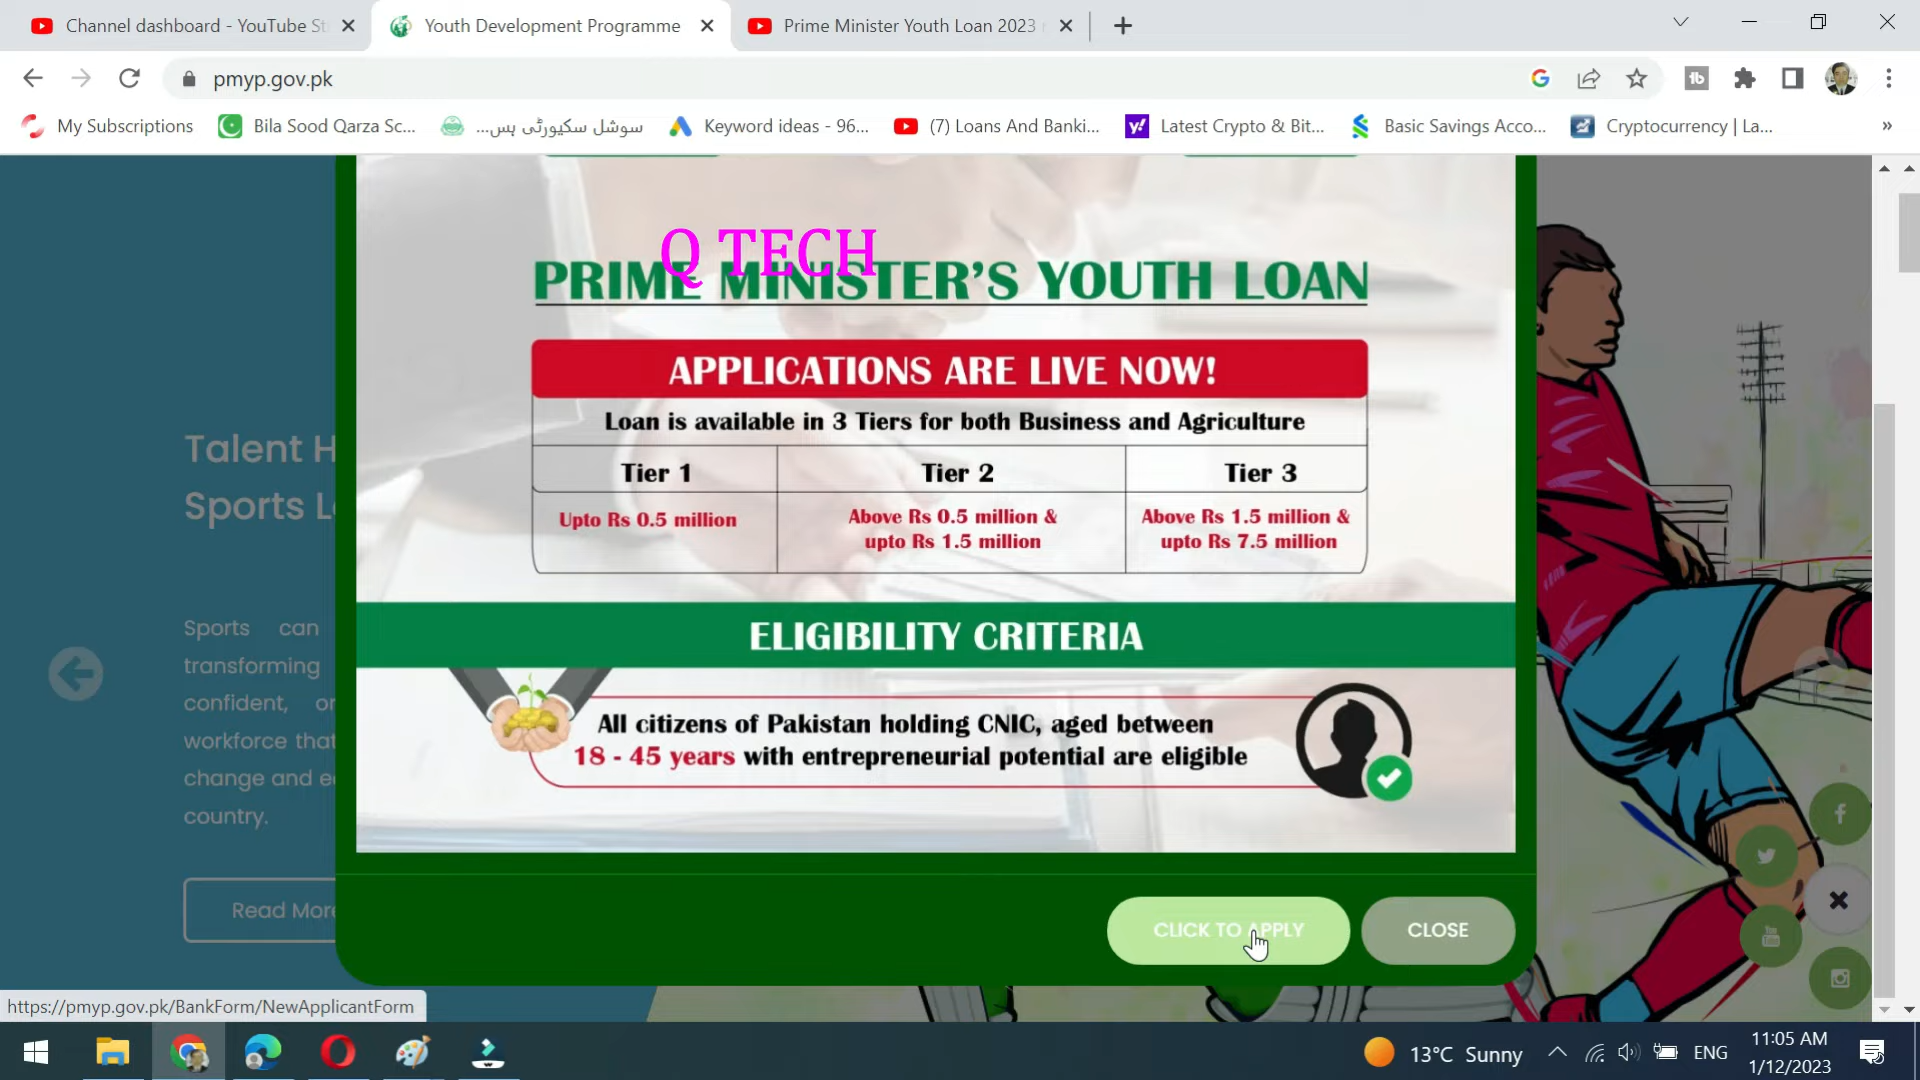 Channel dashboard - YouTube St
Youth Development Programme
Prime Minister Youth Loan 2023
pmyp.gov.pk
My Subscriptions
Bila Sood Qarza Sc...
سوشل سکیورٹی ہس...
Keyword ideas - 96...
(7) Loans And Banki...
Latest Crypto & Bit...
Basic Savings Acco...
Cryptocurrency | La...
Q TECH
PRIME MINISTER'S YOUTH LOAN
APPLICATIONS ARE LIVE NOW!
Loan is available in 3 Tiers for both Business and Agriculture
Tier 1 Tier 2 Tier 3
Upto Rs 0.5 million
Above Rs 0.5 million &
upto Rs 1.5 million
Above Rs 1.5 million &
upto Rs 7.5 million
ELIGIBILITY CRITERIA
All citizens of Pakistan holding CNIC, aged between
18 - 45 years with entrepreneurial potential are eligible
Talent H
Sports L
Sports can
transforming
confident, or
workforce that
change and e
country.
Read More
CLICK TO APPLY
CLOSE
https://pmyp.gov.pk/BankForm/NewApplicantForm
13°C Sunny
ENG
11:05 AM
1/12/2023